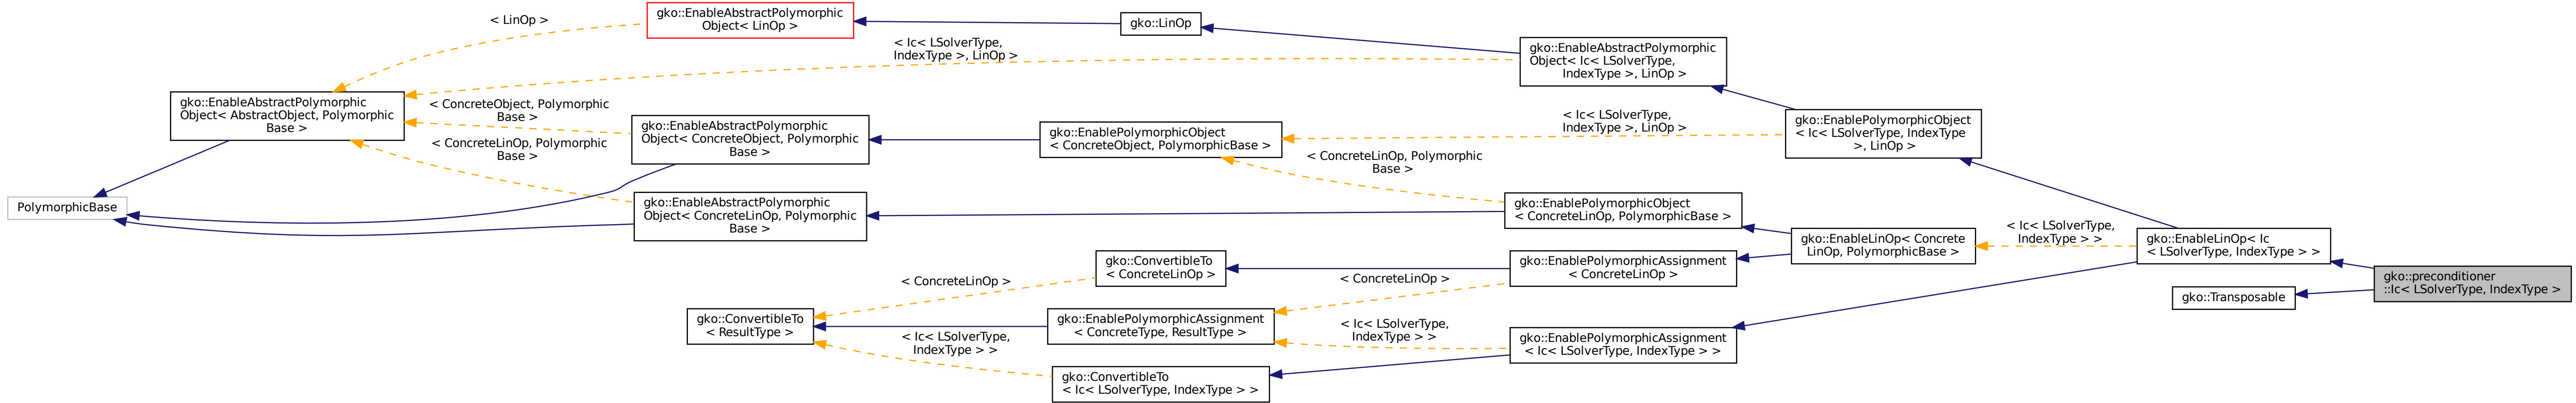 gko::EnableAbstractPolymorphic
Object< LinOp >
< LinOp >
gko::LinOp
< Ic< LSolverType,
IndexType >, LinOp >
gko::EnableAbstractPolymorphic
Object< Ic< LSolverType,
IndexType >, LinOp >
gko::EnableAbstractPolymorphic
Object< AbstractObject, Polymorphic
Base >
< ConcreteObject, Polymorphic
Base >
gko::EnableAbstractPolymorphic
Object< ConcreteObject, Polymorphic
Base >
gko::EnablePolymorphicObject
< ConcreteObject, PolymorphicBase >
< Ic< LSolverType,
IndexType >, LinOp >
gko::EnablePolymorphicObject
< Ic< LSolverType, IndexType
>, LinOp >
< ConcreteLinOp, Polymorphic
Base >
< ConcreteLinOp, Polymorphic
Base >
PolymorphicBase
gko::EnableAbstractPolymorphic
Object< ConcreteLinOp, Polymorphic
Base >
gko::EnablePolymorphicObject
< ConcreteLinOp, PolymorphicBase >
gko::EnableLinOp< Concrete
LinOp, PolymorphicBase >
< Ic< LSolverType,
IndexType > >
gko::EnableLinOp< Ic
< LSolverType, IndexType > >
gko::preconditioner
::Ic< LSolverType, IndexType >
gko::Transposable
gko::ConvertibleTo
< ConcreteLinOp >
gko::EnablePolymorphicAssignment
< ConcreteLinOp >
< ConcreteLinOp >
< ConcreteLinOp >
gko::ConvertibleTo
< ResultType >
gko::EnablePolymorphicAssignment
< ConcreteType, ResultType >
< Ic< LSolverType,
IndexType > >
< Ic< LSolverType,
IndexType > >
gko::EnablePolymorphicAssignment
< Ic< LSolverType, IndexType > >
gko::ConvertibleTo
< Ic< LSolverType, IndexType > >